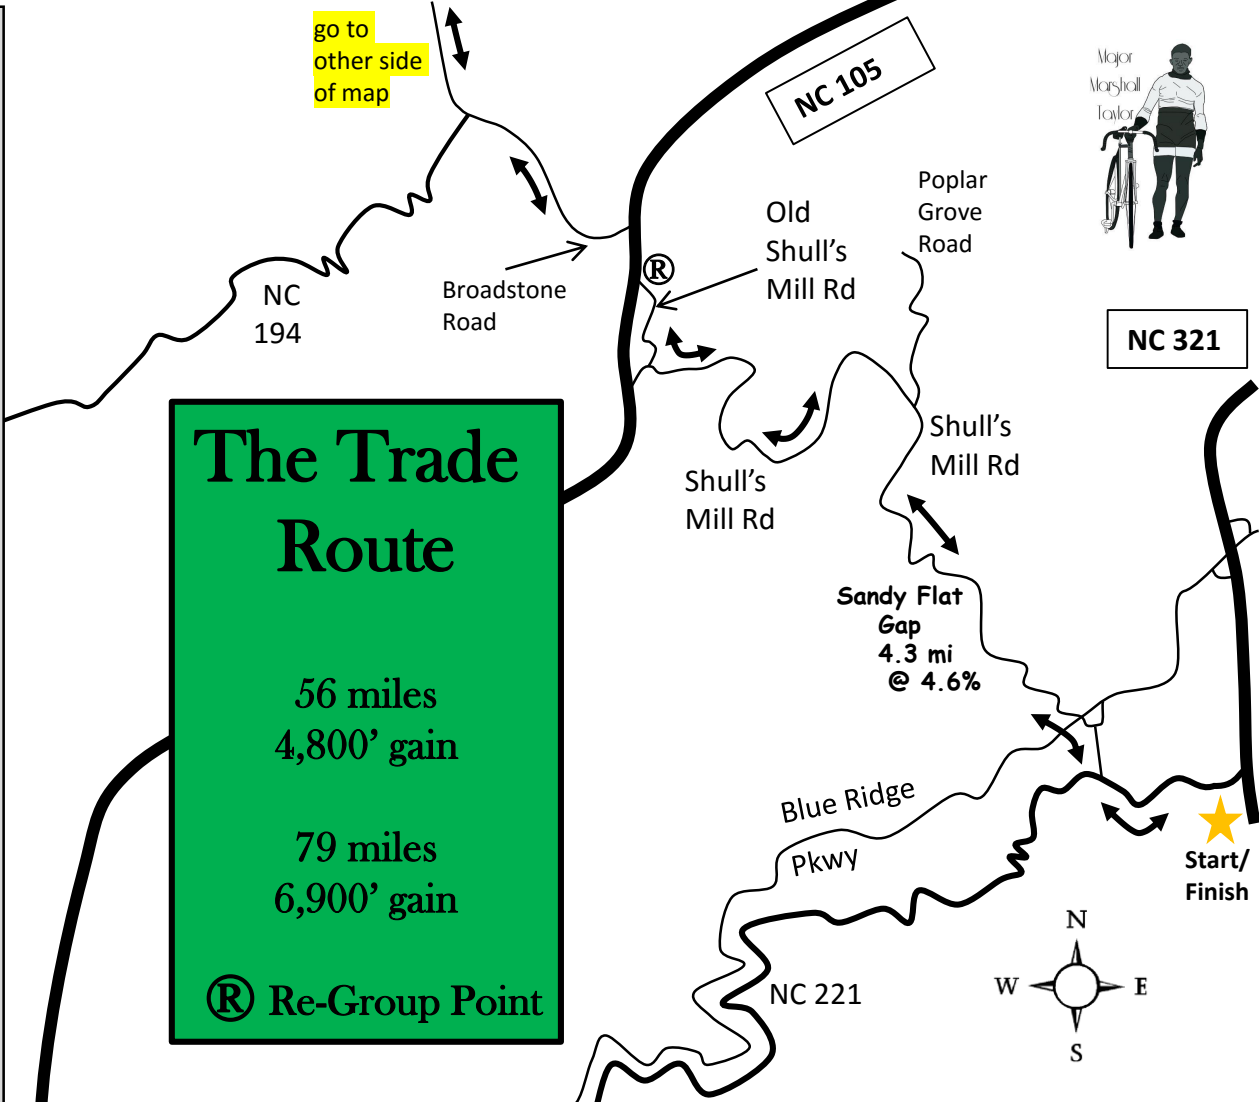 go to
other side
of map
NC 105
Major
Marshall
Taylor
Poplar
Grove
Road
Old
Shull's
Mill Rd
®
Broadstone
Road
NC
194
NC 321
The Trade
Route
56 miles
4,800’ gain
79 miles
6,900’ gain
® Re-Group Point
Shull’s
Mill Rd
Shull’s
Mill Rd
Sandy Flat
Gap
4.3 mi
@ 4.6%
Blue Ridge
Pkwy
Start/
Finish
NC 221
N
W E
S